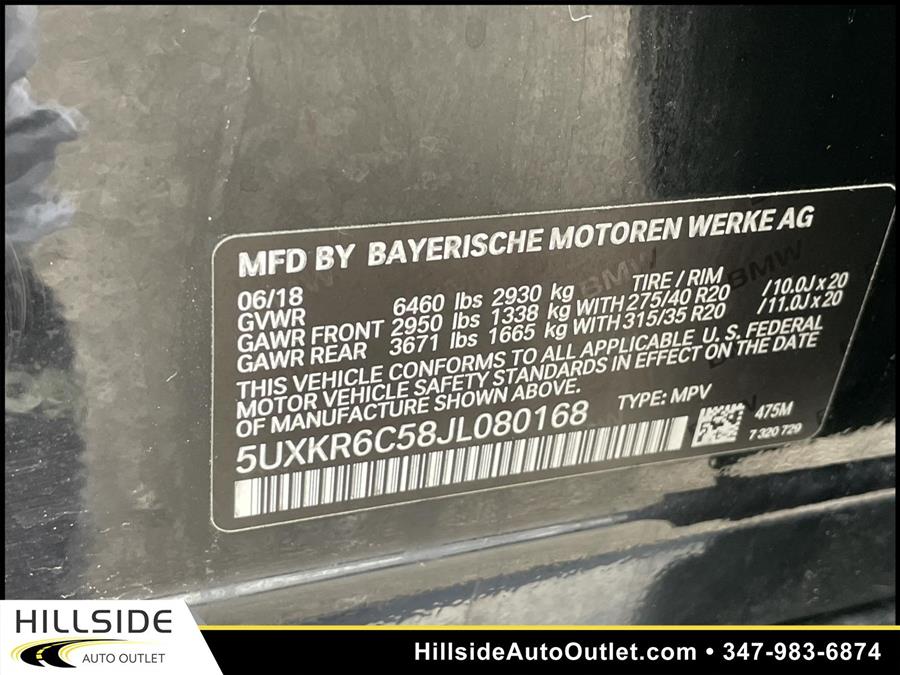 MFD BY BAYERISCHE MOTOREN WERKE AG
06/18 TIRE / RIM
GVWR 6460 lbs 2930 kg
GAWR FRONT 2950 lbs 1338 kg WITH 275/40 R20 /10.0J x 20
GAWR REAR 3671 lbs 1665 kg WITH 315/35 R20 /11.0J x 20
THIS VEHICLE CONFORMS TO ALL APPLICABLE U. S. FEDERAL
MOTOR VEHICLE SAFETY STANDARDS IN EFFECT ON THE DATE
OF MANUFACTURE SHOWN ABOVE.
5UXKR6C58JL080168 TYPE: MPV
475M
7 320 729
BMW BMW
HILLSIDE
AUTO OUTLET
HillsideAutoOutlet.com • 347-983-6874